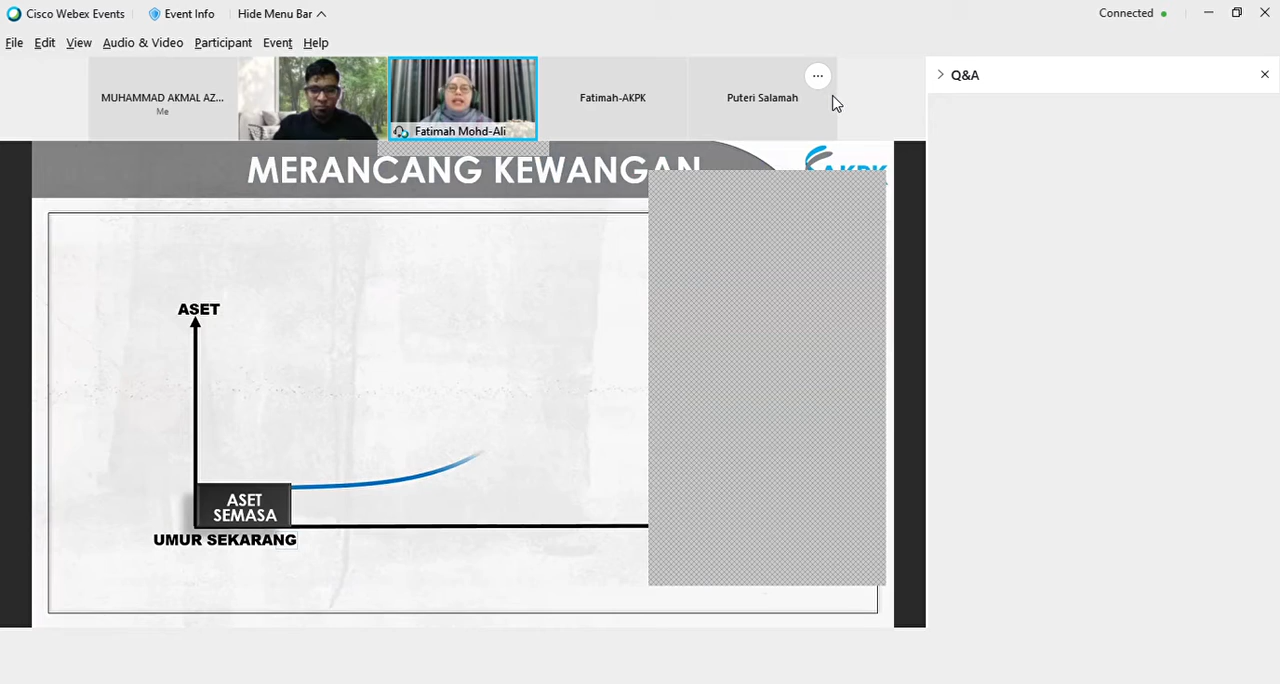 Cisco Webex Events
Event Info
Hide Menu Bar
Connected
File Edit View Audio & Video Participant Event Help
MUHAMMAD AKMAL AZ...
Me
Fatimah Mohd-Ali
Fatimah-AKPK
Puteri Salamah
Q&A
MERANCANG KEWANGAN
AKPK
ASET
ASET
SEMASA
UMUR SEKARANG